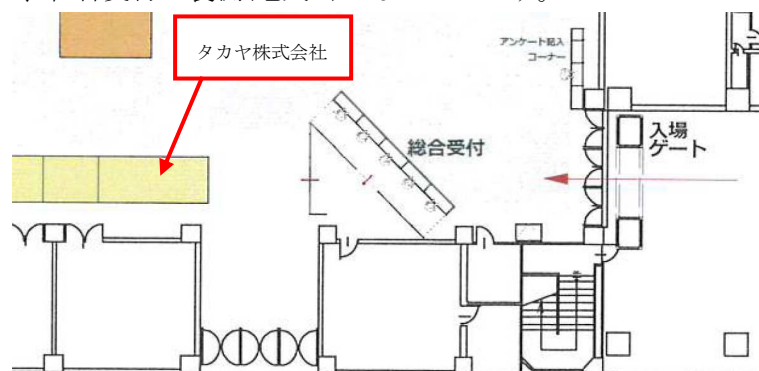 タカヤ株式会社
アンケート記入
コーナー
総合受付
入場
ゲート